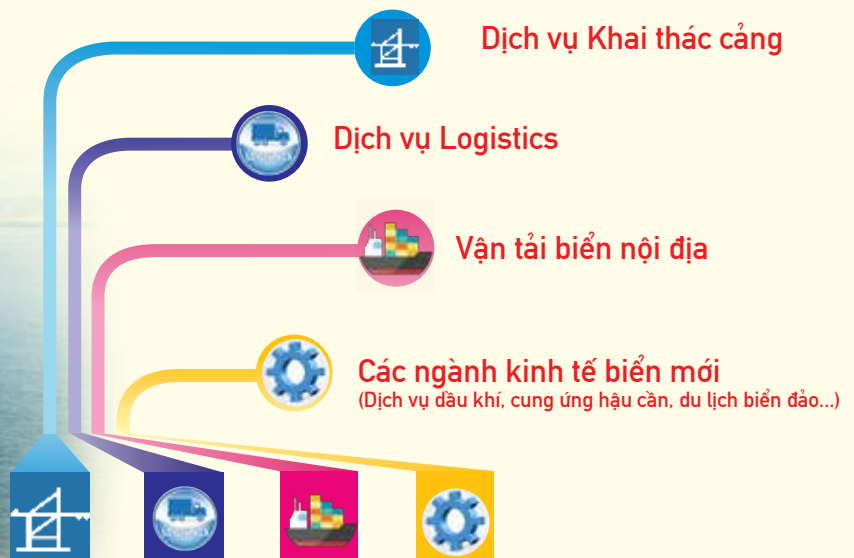 Dịch vụ Khai thác cảng
Dịch vụ Logistics
Vận tải biển nội địa
Các ngành kinh tế biển mới
(Dịch vụ dầu khí, cung ứng hậu cần, du lịch biển đảo...)